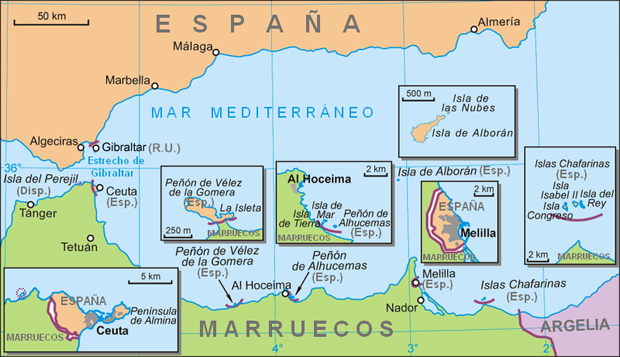 50 km
ESPAÑA
Almería
Málaga
Marbella
MAR MEDITERRÁNEO
500 m
Isla de
las Nubes
Isla de Alborán
Algeciras
Gibraltar (R.U.)
Estrecho de
Gibraltar
36°
Isla del Perejil
(Disp.)
Ceuta
(Esp.)
Tánger
Tetuán
Peñón de Vélez
de la Gomera
(Esp.)
La Isleta
250 m
MARRUECOS
Al Hoceima
2 km
Isla de
Mar
Isla
de Tierra
Peñón de
Alhucemas
(Esp.)
MARRUECOS
Isla de Alborán (Esp.)
2 km
ESPAÑA
Melilla
MARRUECOS
Islas Chafarinas
(Esp.)
Isla
Isabel II
Isla del
Rey
Isla
Congreso
2 km
MARRUECOS
Peñón de Vélez
de la Gomera
(Esp.)
Al Hoceima
Peñón
de Alhucemas
(Esp.)
Melilla
(Esp.)
Nador
Islas Chafarinas
(Esp.)
5 km
ESPAÑA
Península
de Almina
Ceuta
MARRUECOS
MARRUECOS
ARGELIA
4°
3°
2°